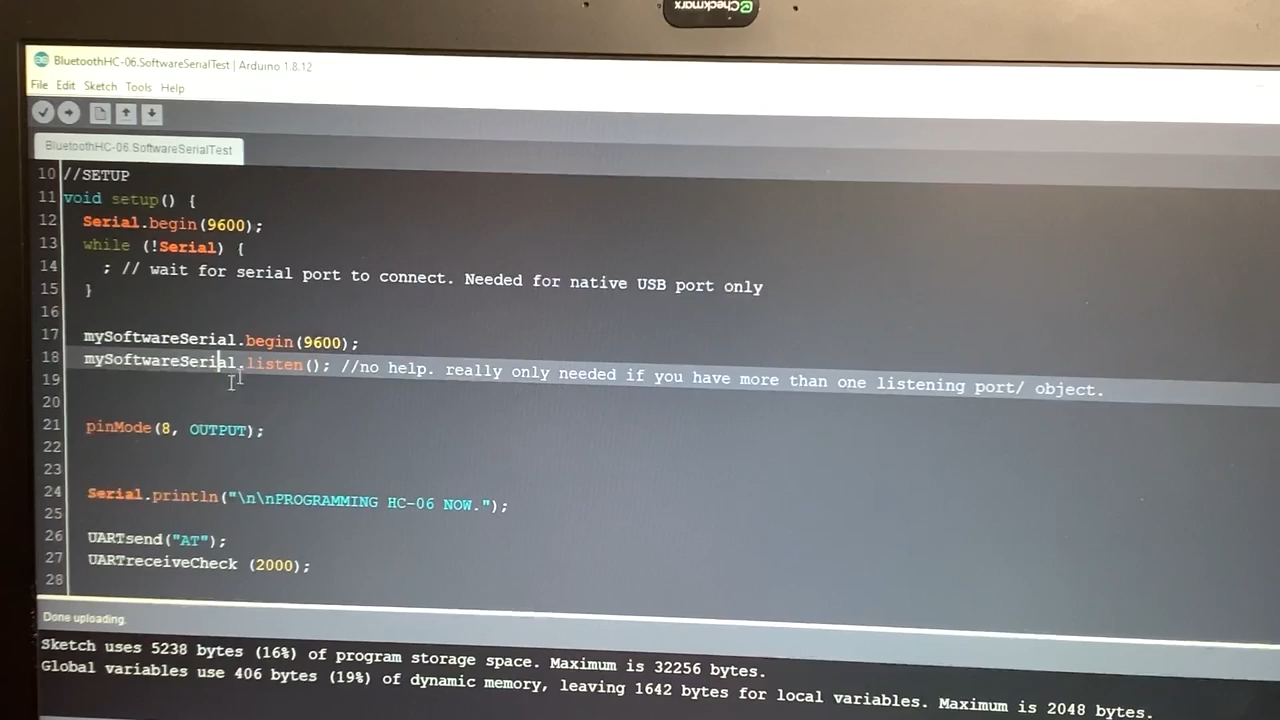 Checkmarx
BluetoothHC-06.SoftwareSerialTest | Arduino 1.8.12
File Edit Sketch Tools Help
BluetoothHC-06.SoftwareSerialTest
10 //SETUP
11 void setup() {
12 Serial.begin(9600);
13 while (!Serial) {
14 ; // wait for serial port to connect. Needed for native USB port only
15 }
16
17 mySoftwareSerial.begin(9600);
18 mySoftwareSerial.listen(); //no help. really only needed if you have more than one listening port/ object.
19
20
21 pinMode(8, OUTPUT);
22
23
24 Serial.println("\n\nPROGRAMMING HC-06 NOW.");
25
26 UARTsend("AT");
27 UARTreceiveCheck (2000);
28
Done uploading.
Sketch uses 5238 bytes (16%) of program storage space. Maximum is 32256 bytes.
Global variables use 406 bytes (19%) of dynamic memory, leaving 1642 bytes for local variables. Maximum is 2048 bytes.